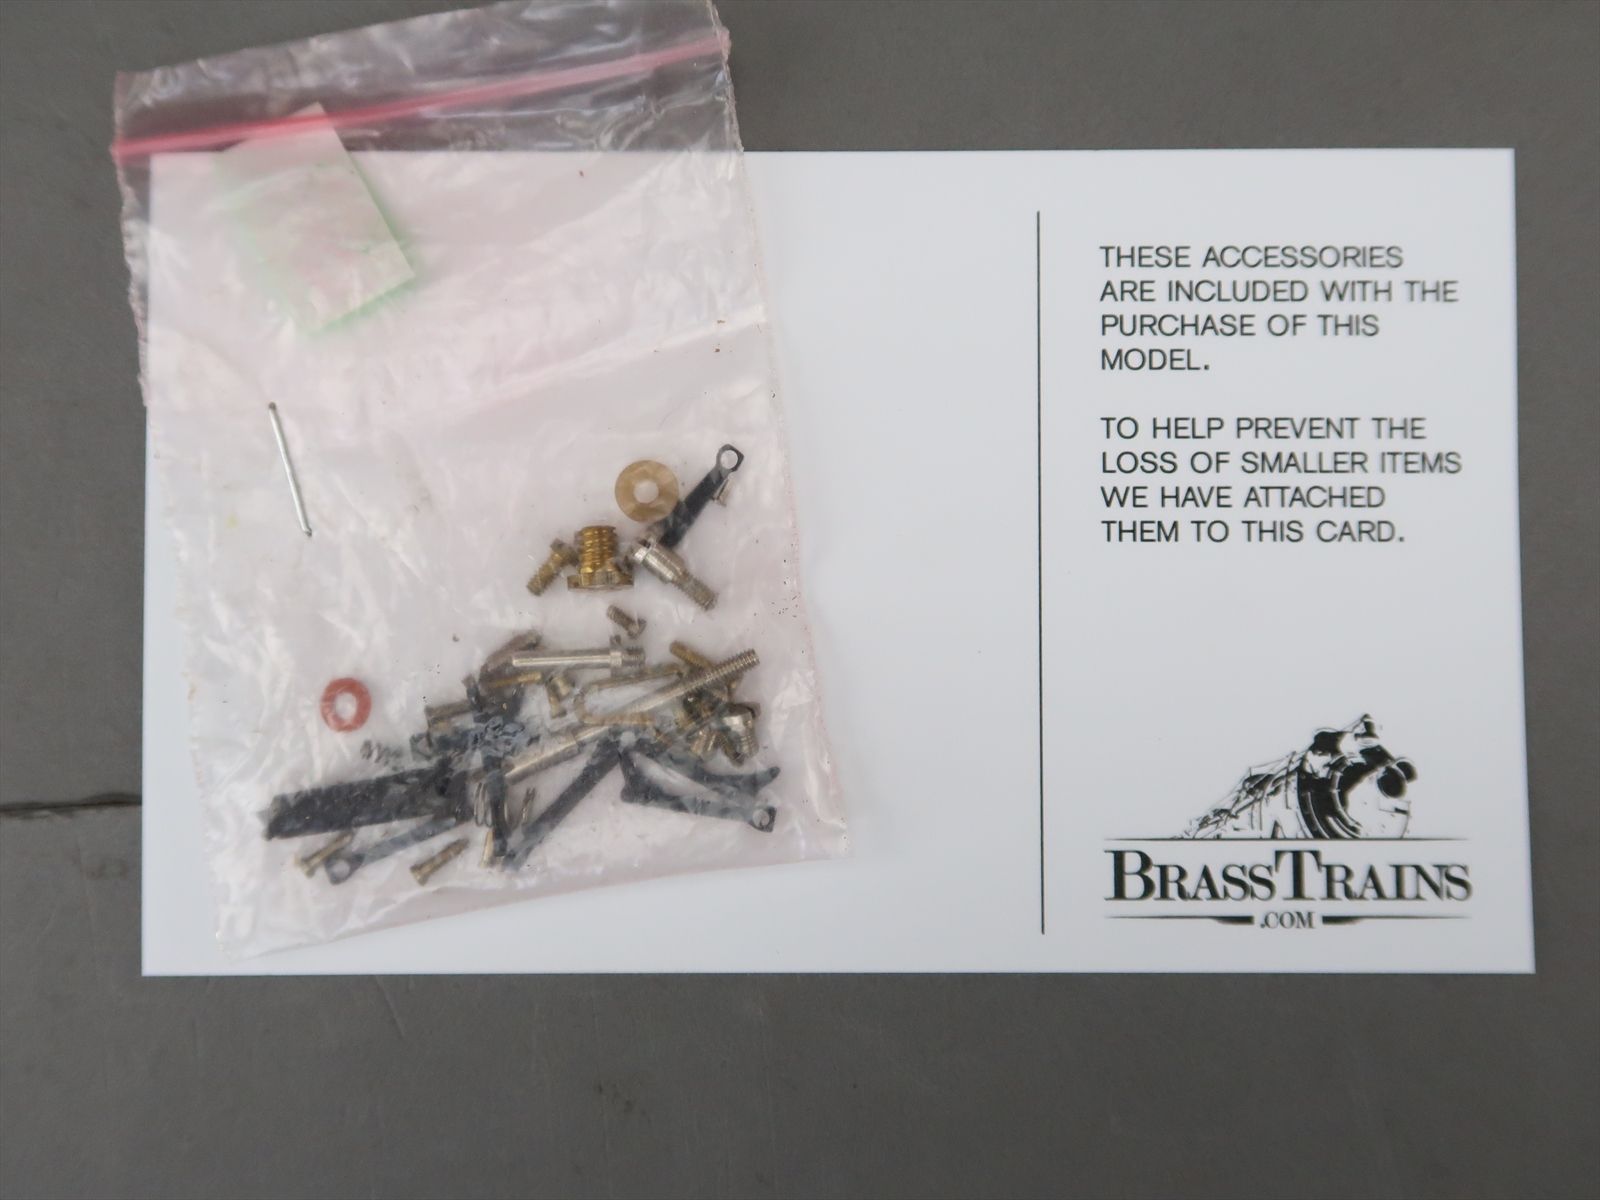 THESE ACCESSORIES
ARE INCLUDED WITH THE
PURCHASE OF THIS
MODEL.
TO HELP PREVENT THE
LOSS OF SMALLER ITEMS
WE HAVE ATTACHED
THEM TO THIS CARD.
BRASSTRAINS
.COM